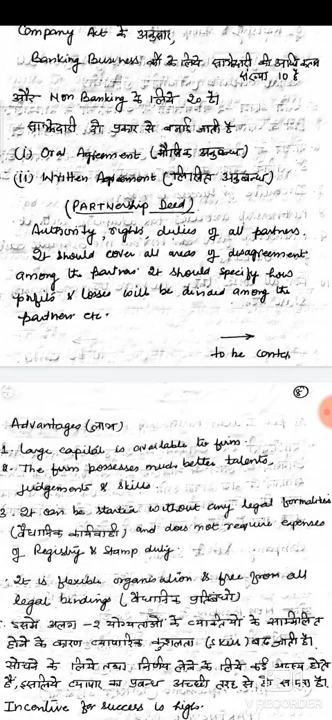 Company Act के अनुसार,
Banking Business के लिये साझेदारों की अधिकतम
संख्या 10 है
और Non Banking के लिये 20 है।
साझेदारी दो प्रकार से बनाई जाती है
(i) Oral Agreement (मौखिक अनुबन्ध)
(ii) Written Agreement (लिखित अनुबन्ध)
(PARTNership Deed)
Authority, rights, duties of all partners.
It should cover all areas of disagreement
among the partner. It should specify how
profits & losses will be divided among the
partner etc.
to be contd
8
Advantages (लाभ)
1. Large capital is available to firm.
2. The firm possesses much better talents,
judgements & skills
3. It can be started without any legal formalities
(वैधानिक कार्यवाही) and does not require expenses
of Registry & Stamp duty.
It is flexible organisation & free from all
legal bindings (वैधानिक प्रतिबन्धों)
इसमें अलग-2 योग्यताओं के व्यक्तियों के सम्मिलित
होने के कारण व्यापारिक कुशलता (skill) बढ़ जाती है।
सोचने के लिये तथा निर्णय लेने के लिये कई होते
हैं, इसलिये व्यापार का प्रबन्ध अच्छी तरह से हो सकता है।
Incentive for success is high.
RECORDER